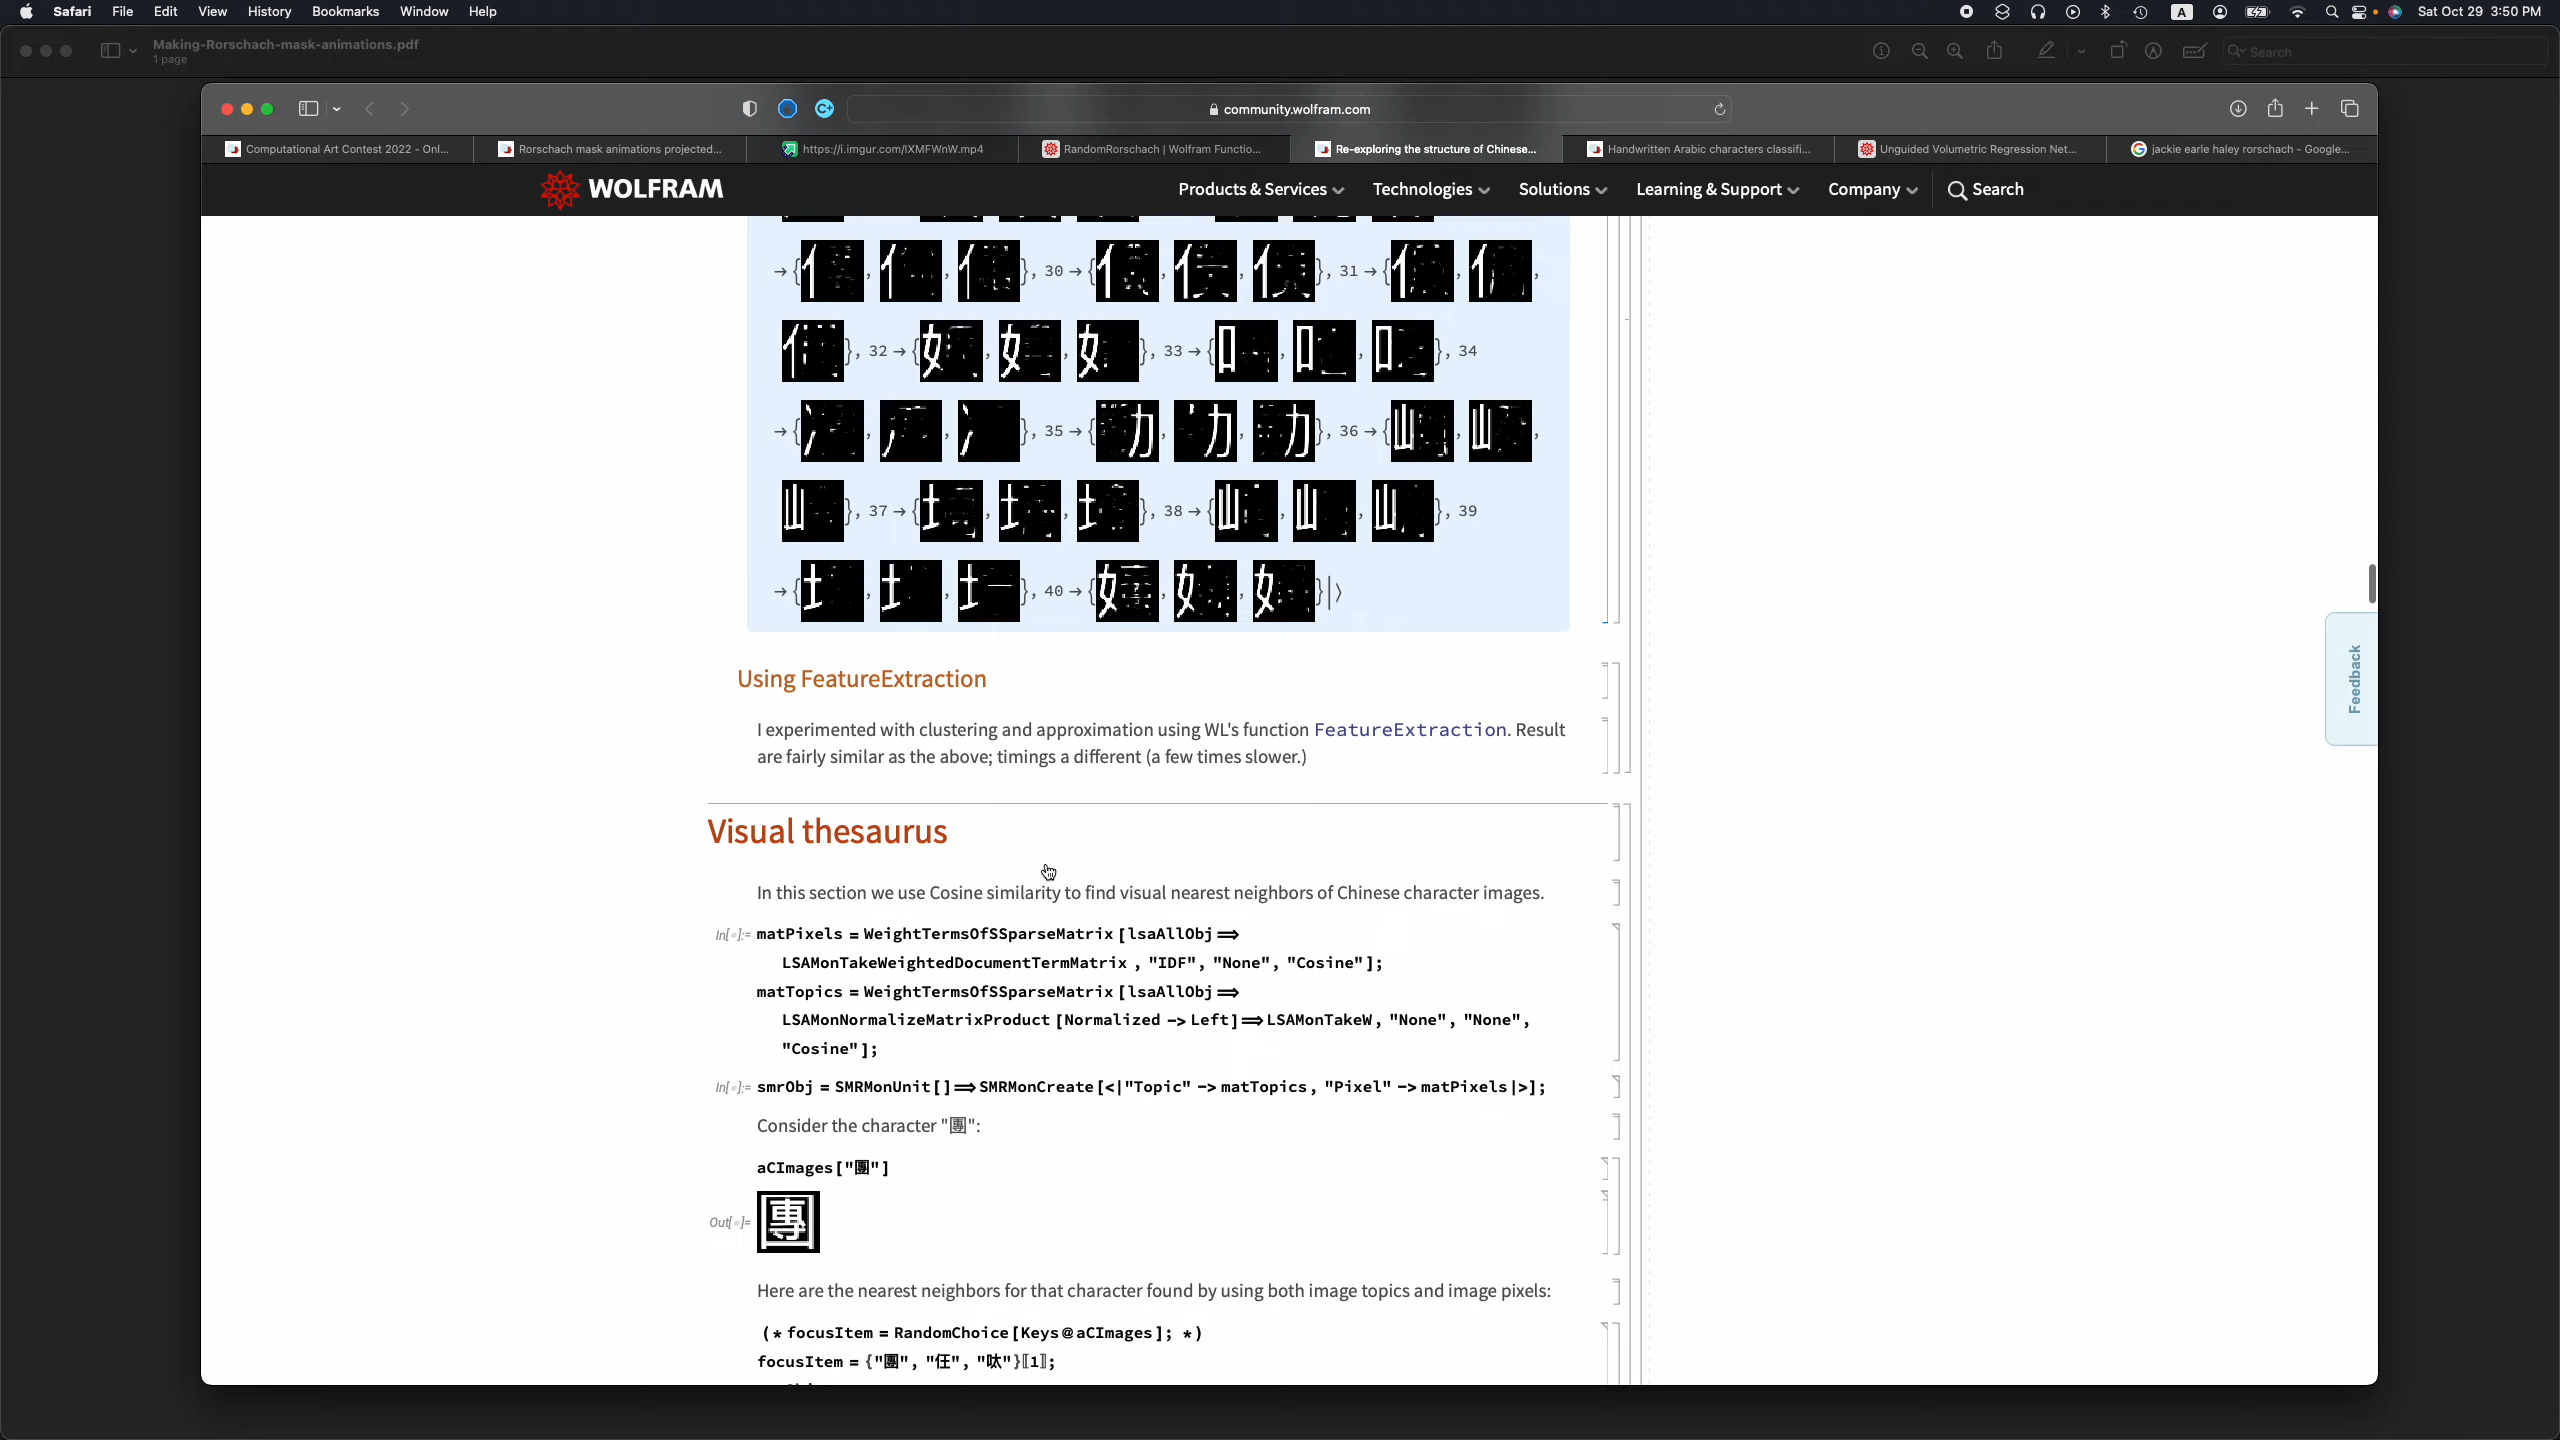 Safari File Edit View History Bookmarks Window Help
A
Sat Oct 29 3:50 PM
Making-Rorschach-mask-animations.pdf
1 page
Search
community.wolfram.com
Computational Art Contest 2022 - Onl...
Rorschach mask animations projected...
https://i.imgur.com/IXMFWnW.mp4
RandomRorschach | Wolfram Functio...
Re-exploring the structure of Chinese...
Handwritten Arabic characters classifi...
Unguided Volumetric Regression Net...
jackie earle haley rorschach - Google...
WOLFRAM
Products & Services Technologies Solutions Learning & Support Company Search
→{ , , }, 30→{ , , }, 31→{ , ,
}, 32→{ , , }, 33→{ , , }, 34
→{ , , }, 35→{ , , }, 36→{ , ,
}, 37→{ , , }, 38→{ , , }, 39
→{ , , }, 40→{ , , }|⟩
Using FeatureExtraction
I experimented with clustering and approximation using WL's function FeatureExtraction. Result
are fairly similar as the above; timings a different (a few times slower.)
Feedback
Visual thesaurus
In this section we use Cosine similarity to find visual nearest neighbors of Chinese character images.
In[◦]:= matPixels = WeightTermsOfSSparseMatrix[lsaAllObj⟹
LSAMonTakeWeightedDocumentTermMatrix, "IDF", "None", "Cosine"];
matTopics = WeightTermsOfSSparseMatrix[lsaAllObj⟹
LSAMonNormalizeMatrixProduct[Normalized -> Left]⟹LSAMonTakeW, "None", "None",
"Cosine"];
In[◦]:= smrObj = SMRMonUnit[]⟹SMRMonCreate[<|"Topic" -> matTopics, "Pixel" -> matPixels|>];
Consider the character "團":
aCImages["團"]
Out[◦]= 團
Here are the nearest neighbors for that character found by using both image topics and image pixels:
(* focusItem = RandomChoice[Keys@aCImages]; *)
focusItem = {"團", "仼", "呔"}〚1〛;